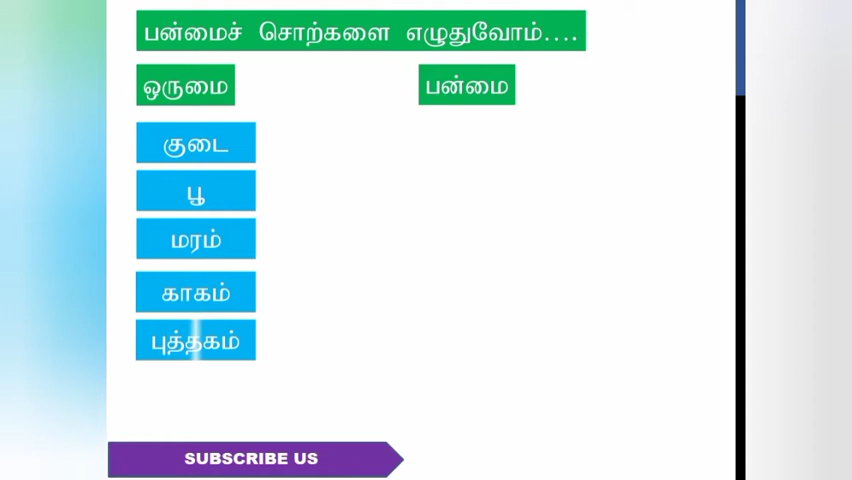 பன்மைச் சொற்களை எழுதுவோம்....
ஒருமை பன்மை
குடை
பூ
மரம்
காகம்
புத்தகம்
SUBSCRIBE US